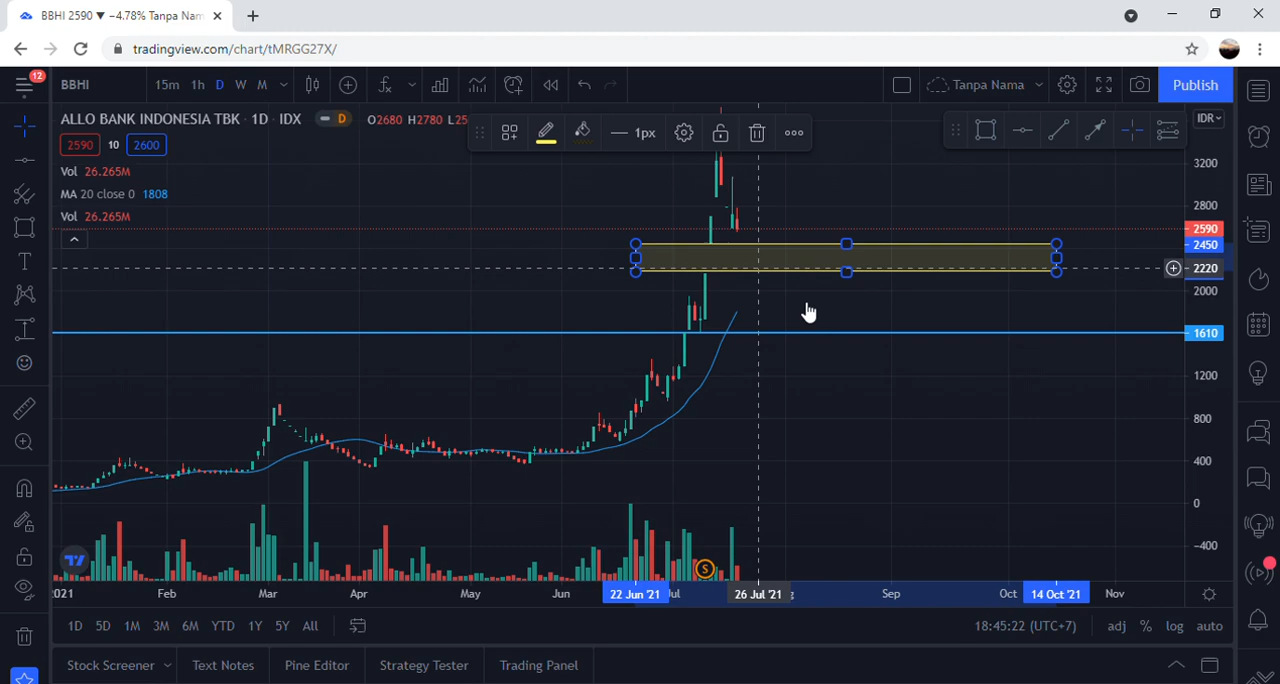 BBHI 2590 ▼ −4.78% Tanpa Nam
tradingview.com/chart/tMRGG27X/
12
BBHI 15m 1h D W M
Tanpa Nama
Publish
ALLO BANK INDONESIA TBK · 1D · IDX
D
O2680 H2780 L25
2590 10 2600
Vol 26.265M
MA 20 close 0 1808
Vol 26.265M
1px
IDR
3200
2800
2590
2450
2220
2000
1610
1200
800
400
0
−400
S
2021 Feb Mar Apr May Jun 22 Jun '21 Jul 26 Jul '21 Sep Oct 14 Oct '21 Nov
1D 5D 1M 3M 6M YTD 1Y 5Y All
18:45:22 (UTC+7) adj % log auto
Stock Screener Text Notes Pine Editor Strategy Tester Trading Panel